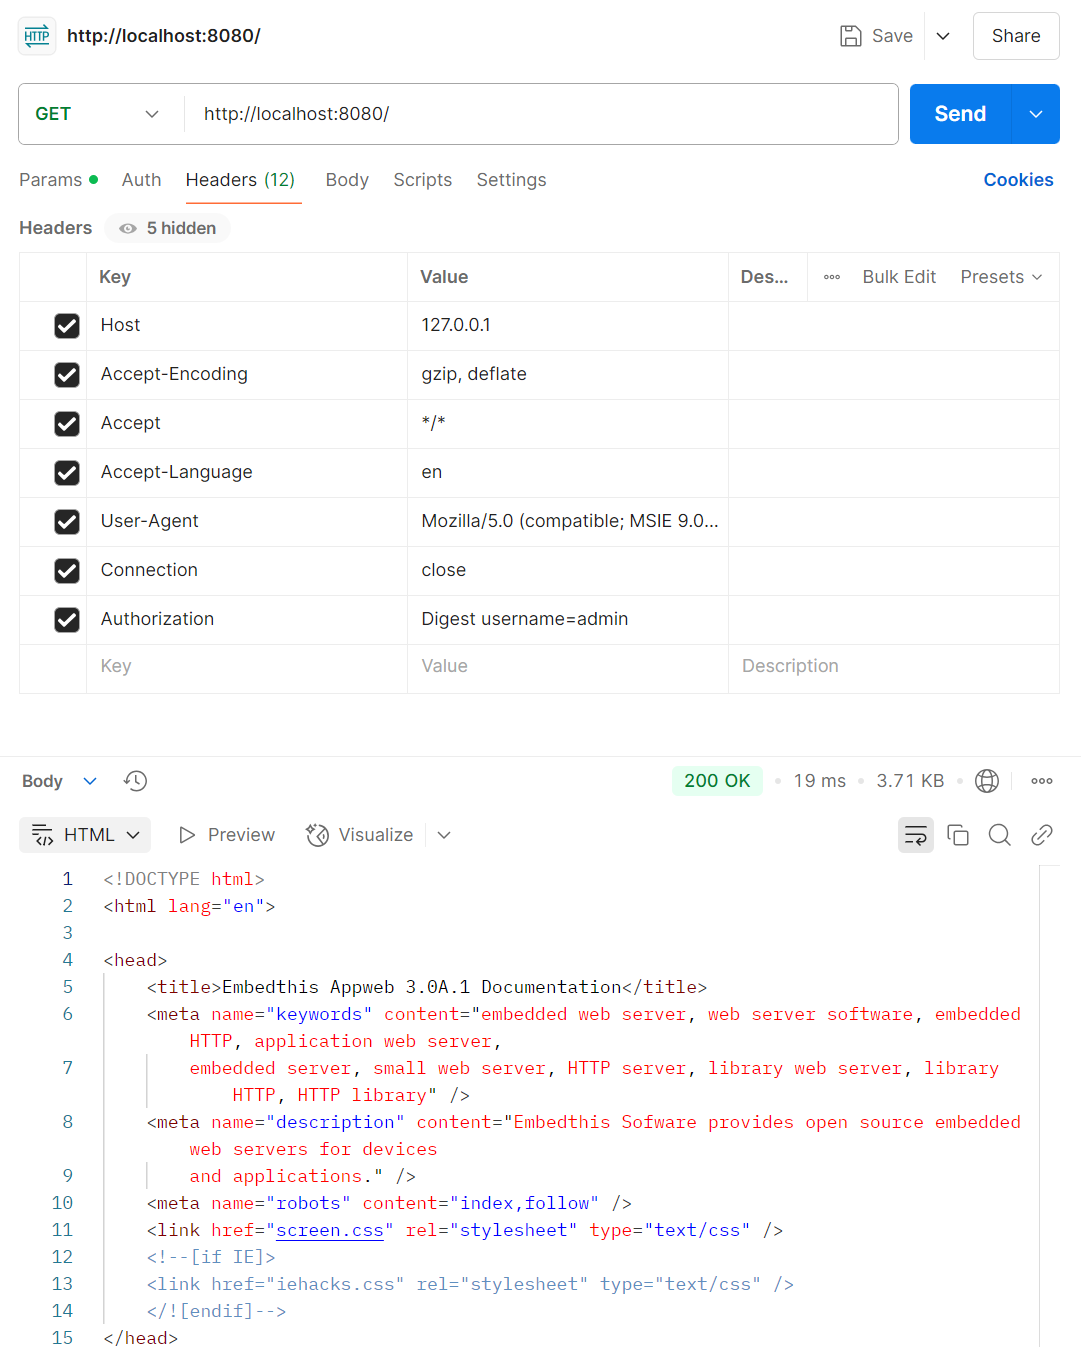 HTTP http://localhost:8080/ Save Share
GET http://localhost:8080/ Send
Params Auth Headers (12) Body Scripts Settings Cookies
Headers 5 hidden
Key Value Des... Bulk Edit Presets
Host 127.0.0.1
Accept-Encoding gzip, deflate
Accept */*
Accept-Language en
User-Agent Mozilla/5.0 (compatible; MSIE 9.0...
Connection close
Authorization Digest username=admin
Key Value Description
Body 200 OK 19 ms 3.71 KB
HTML Preview Visualize
1 <!DOCTYPE html>
2 <html lang="en">
3
4 <head>
5 <title>Embedthis Appweb 3.0A.1 Documentation</title>
6 <meta name="keywords" content="embedded web server, web server software, embedded
HTTP, application web server,
7 embedded server, small web server, HTTP server, library web server, library
HTTP, HTTP library" />
8 <meta name="description" content="Embedthis Sofware provides open source embedded
web servers for devices
9 and applications." />
10 <meta name="robots" content="index,follow" />
11 <link href="screen.css" rel="stylesheet" type="text/css" />
12 <!--[if IE]>
13 <link href="iehacks.css" rel="stylesheet" type="text/css" />
14 </![endif]-->
15 </head>